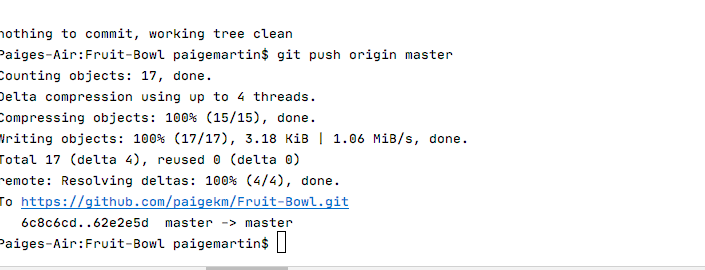 nothing to commit, working tree clean
Paiges-Air:Fruit-Bowl paigemartin$ git push origin master
Counting objects: 17, done.
Delta compression using up to 4 threads.
Compressing objects: 100% (15/15), done.
Writing objects: 100% (17/17), 3.18 KiB | 1.06 MiB/s, done.
Total 17 (delta 4), reused 0 (delta 0)
remote: Resolving deltas: 100% (4/4), done.
To https://github.com/paigekm/Fruit-Bowl.git
   6c8c6cd..62e2e5d  master -> master
Paiges-Air:Fruit-Bowl paigemartin$